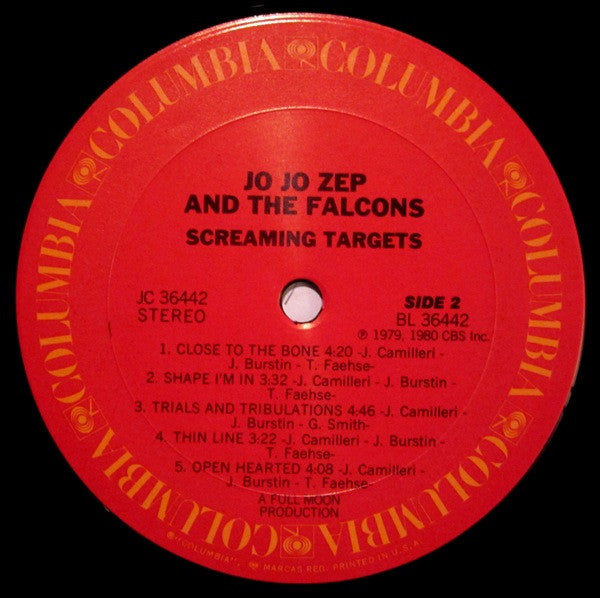 COLUMBIA COLUMBIA COLUMBIA COLUMBIA COLUMBIA COLUMBIA
JO JO ZEP
AND THE FALCONS
SCREAMING TARGETS
JC 36442
STEREO
SIDE 2
BL 36442
℗ 1979, 1980 CBS Inc.
1. CLOSE TO THE BONE 4:20 -J. Camilleri -
J. Burstin - T. Faehse-
2. SHAPE I'M IN 3:32 -J. Camilleri - J. Burstin -
T. Faehse-
3. TRIALS AND TRIBULATIONS 4:46 -J. Camilleri -
J. Burstin - G. Smith-
4. THIN LINE 3:22 -J. Camilleri - J. Burstin -
T. Faehse-
5. OPEN HEARTED 4:08 -J. Camilleri -
J. Burstin - T. Faehse-
A FULL MOON
PRODUCTION
®"COLUMBIA", MARCAS REG. PRINTED IN U.S.A.